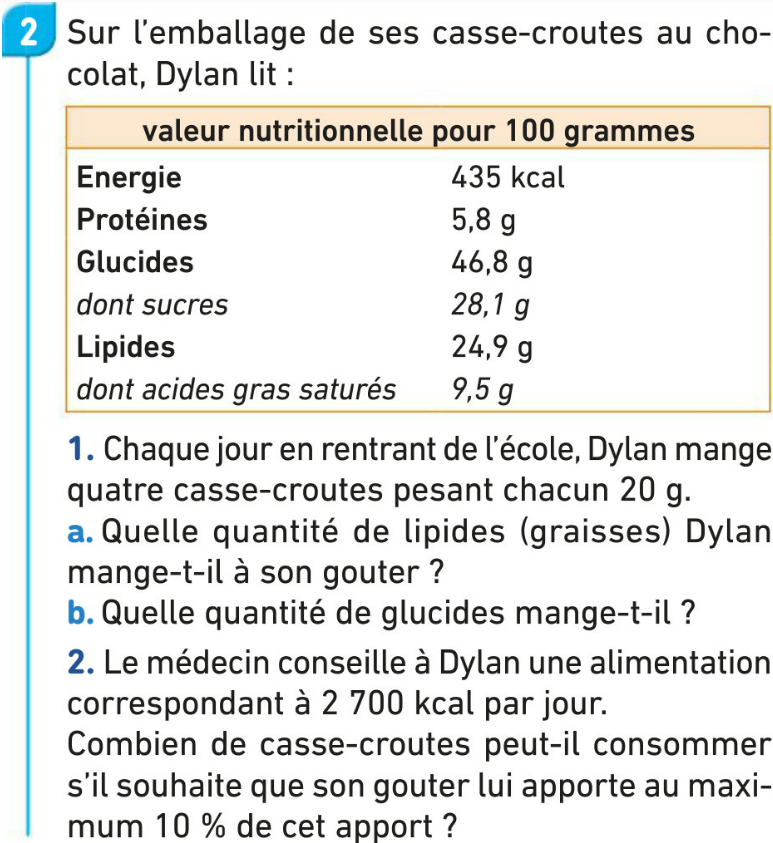 2 Sur l'emballage de ses casse-croutes au cho-
colat, Dylan lit :
valeur nutritionnelle pour 100 grammes
Energie 435 kcal
Protéines 5,8 g
Glucides 46,8 g
dont sucres 28,1 g
Lipides 24,9 g
dont acides gras saturés 9,5 g
1. Chaque jour en rentrant de l'école, Dylan mange
quatre casse-croutes pesant chacun 20 g.
a. Quelle quantité de lipides (graisses) Dylan
mange-t-il à son gouter ?
b. Quelle quantité de glucides mange-t-il ?
2. Le médecin conseille à Dylan une alimentation
correspondant à 2 700 kcal par jour.
Combien de casse-croutes peut-il consommer
s'il souhaite que son gouter lui apporte au maxi-
mum 10 % de cet apport ?